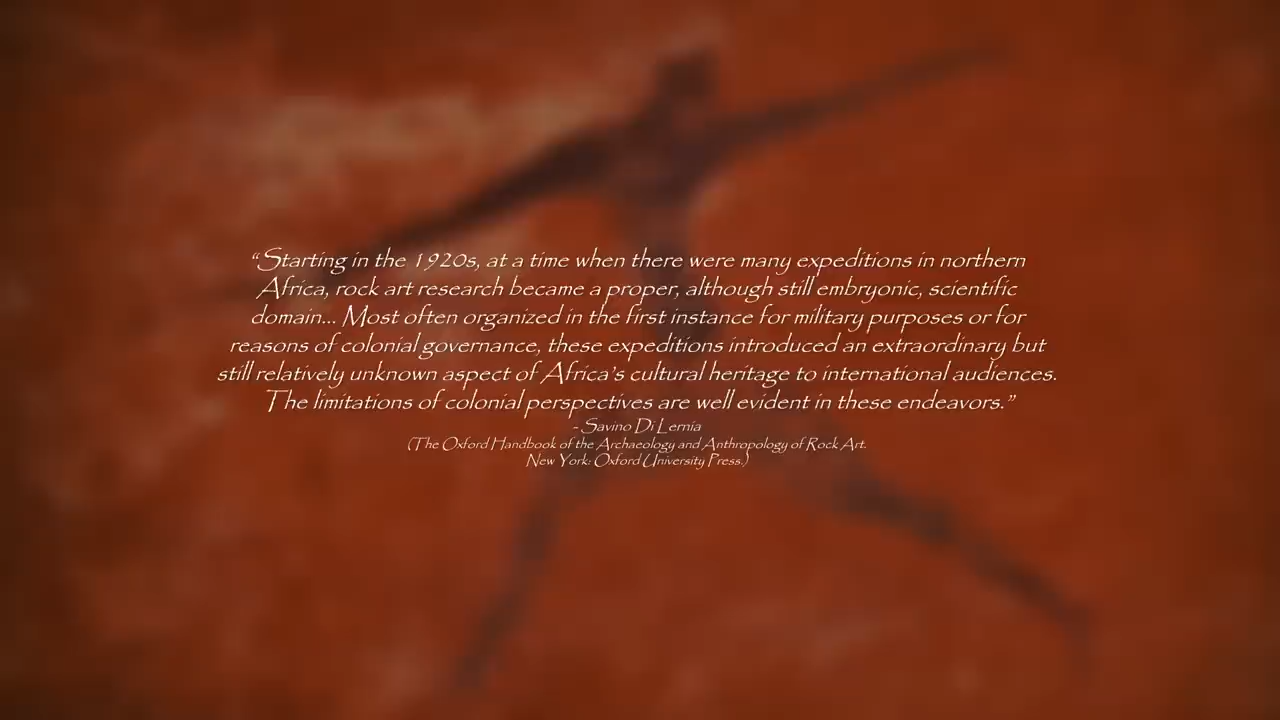 “Starting in the 1920s, at a time when there were many expeditions in northern
Africa, rock art research became a proper, although still embryonic, scientific
domain... Most often organized in the first instance for military purposes or for
reasons of colonial governance, these expeditions introduced an extraordinary but
still relatively unknown aspect of Africa's cultural heritage to international audiences.
The limitations of colonial perspectives are well evident in these endeavors.”
- Savino Di Lernia
(The Oxford Handbook of the Archaeology and Anthropology of Rock Art.
New York: Oxford University Press.)